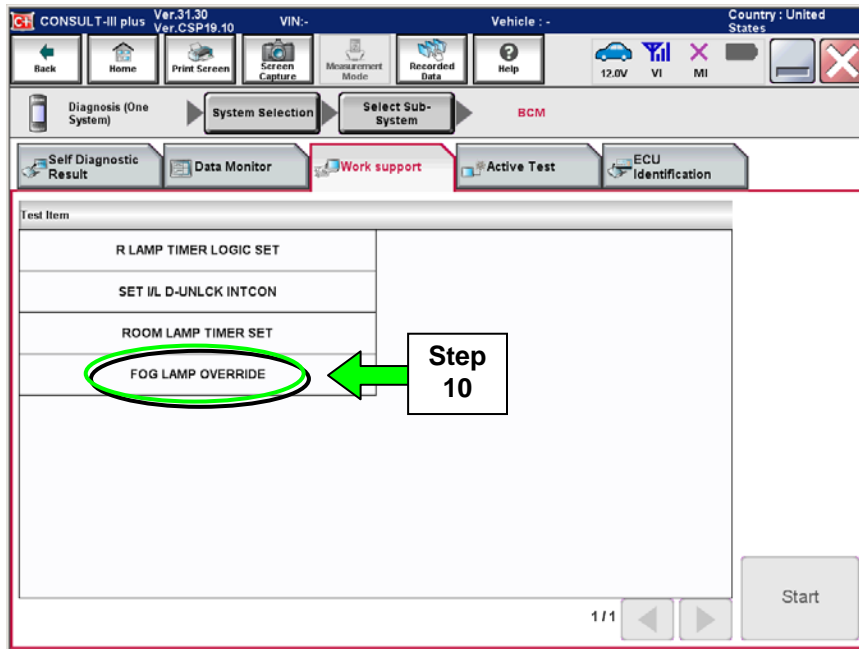 CONSULT-III plus Ver.31.30 VIN:- Vehicle : - Country : United
Ver.CSP19.10 States
Back Home Print Screen Screen Capture Measurement Mode Recorded Data Help 12.0V VI MI
Diagnosis (One
System)
System Selection
Select Sub-
System
BCM
Self Diagnostic
Result
Data Monitor
Work support
Active Test
ECU
Identification
Test Item
R LAMP TIMER LOGIC SET
SET I/L D-UNLCK INTCON
ROOM LAMP TIMER SET
FOG LAMP OVERRIDE
Step
10
1/1
Start